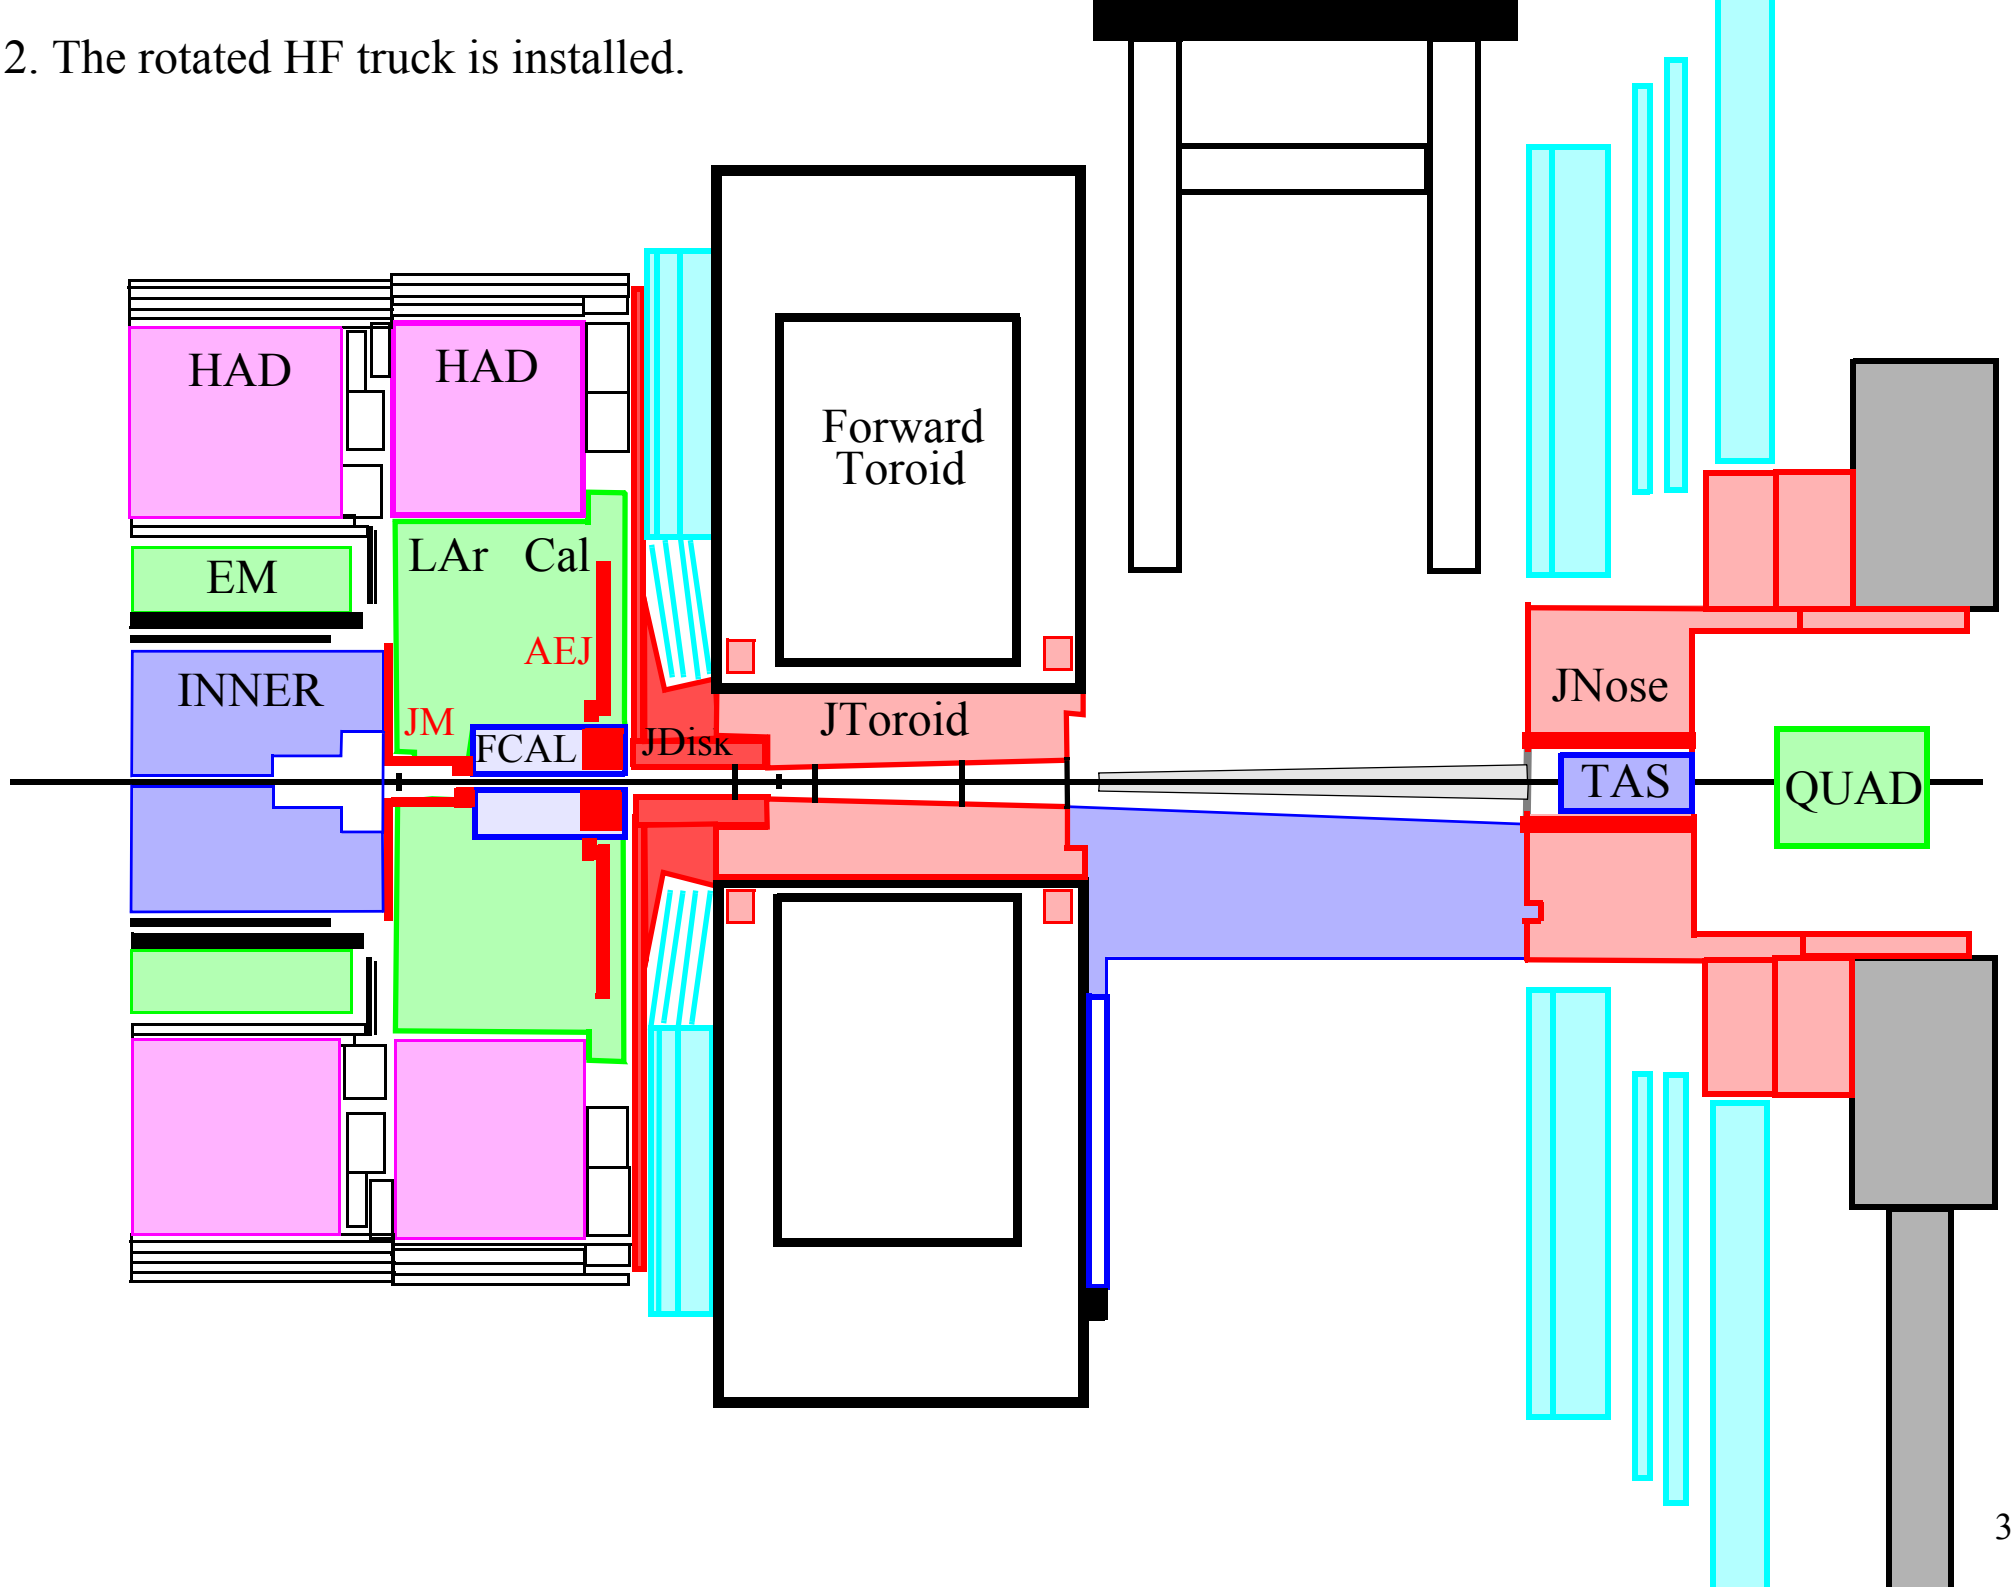 2. The rotated HF truck is installed.
HAD
HAD
Forward
Toroid
LAr Cal
EM
AEJ
INNER
JM
FCAL
JDisk
JToroid
JNose
TAS
QUAD
3